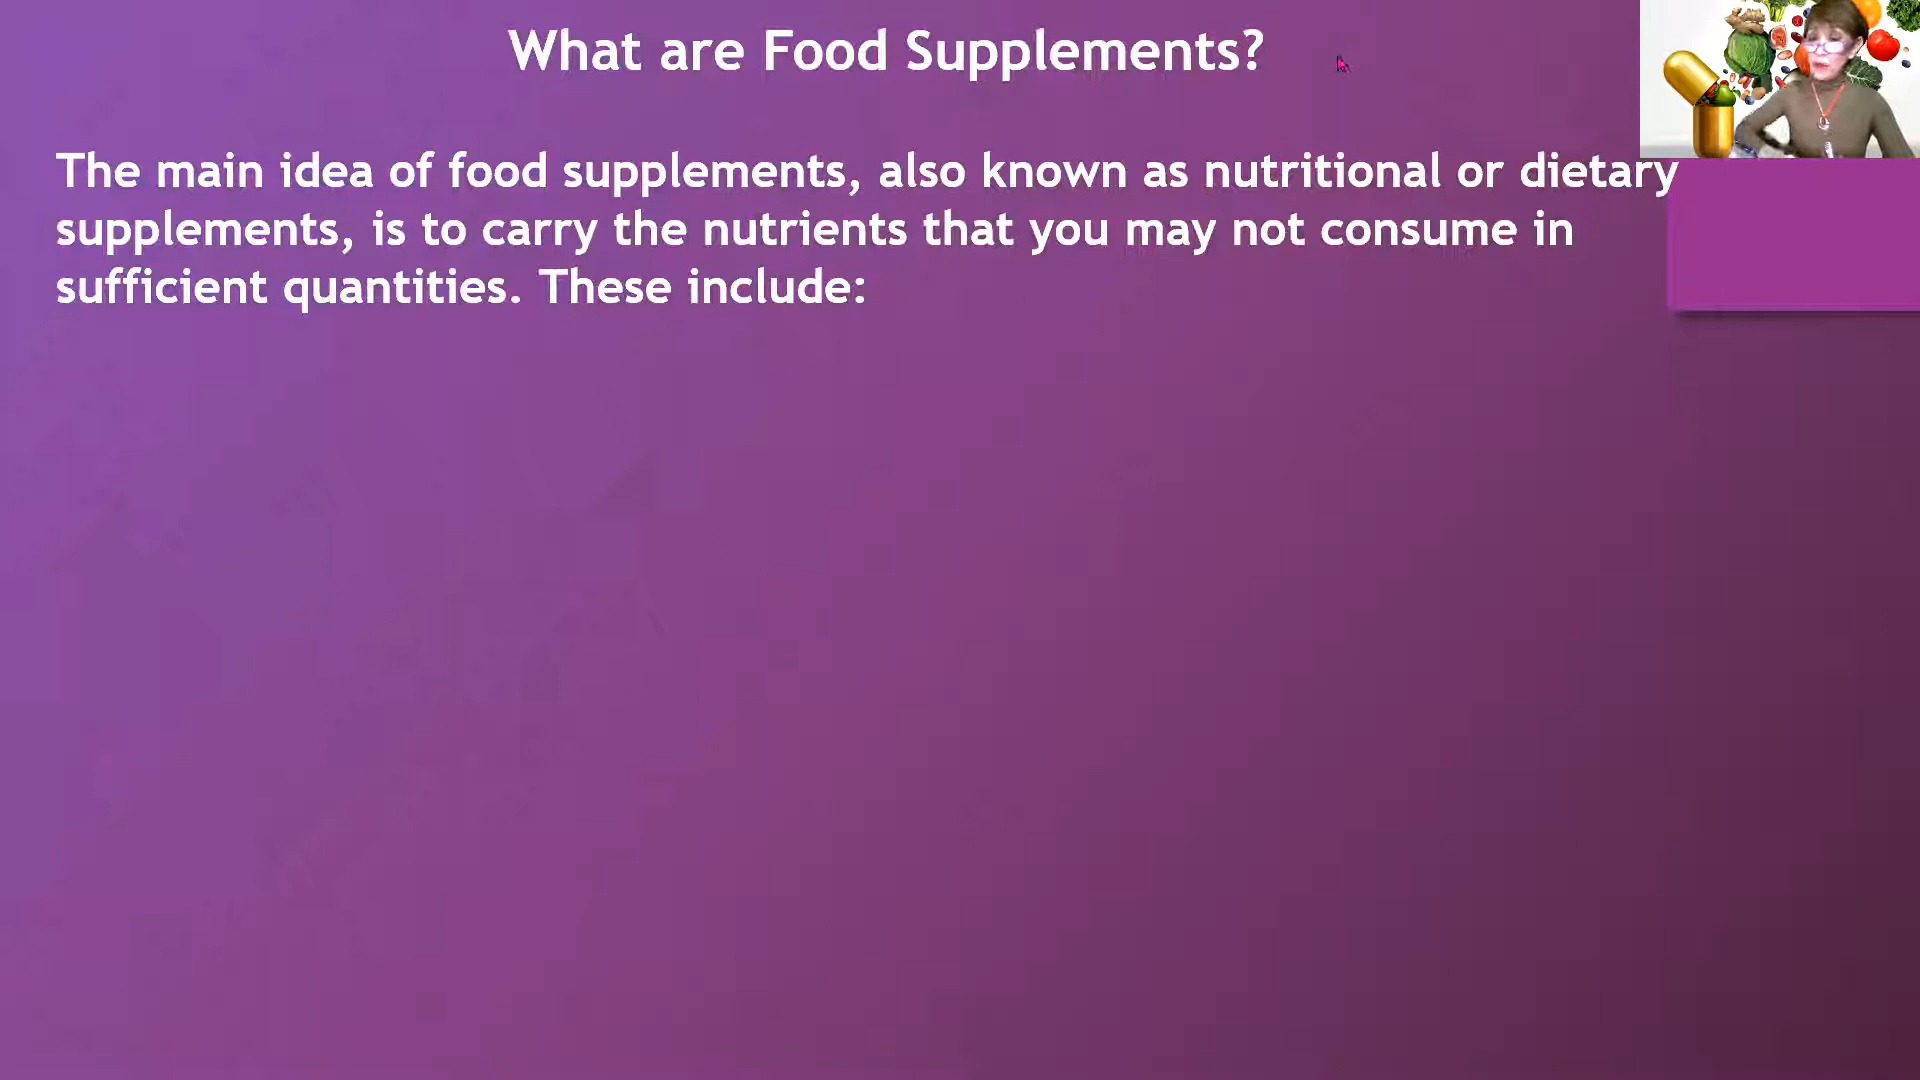 What are Food Supplements?
The main idea of food supplements, also known as nutritional or dietary
supplements, is to carry the nutrients that you may not consume in
sufficient quantities. These include: